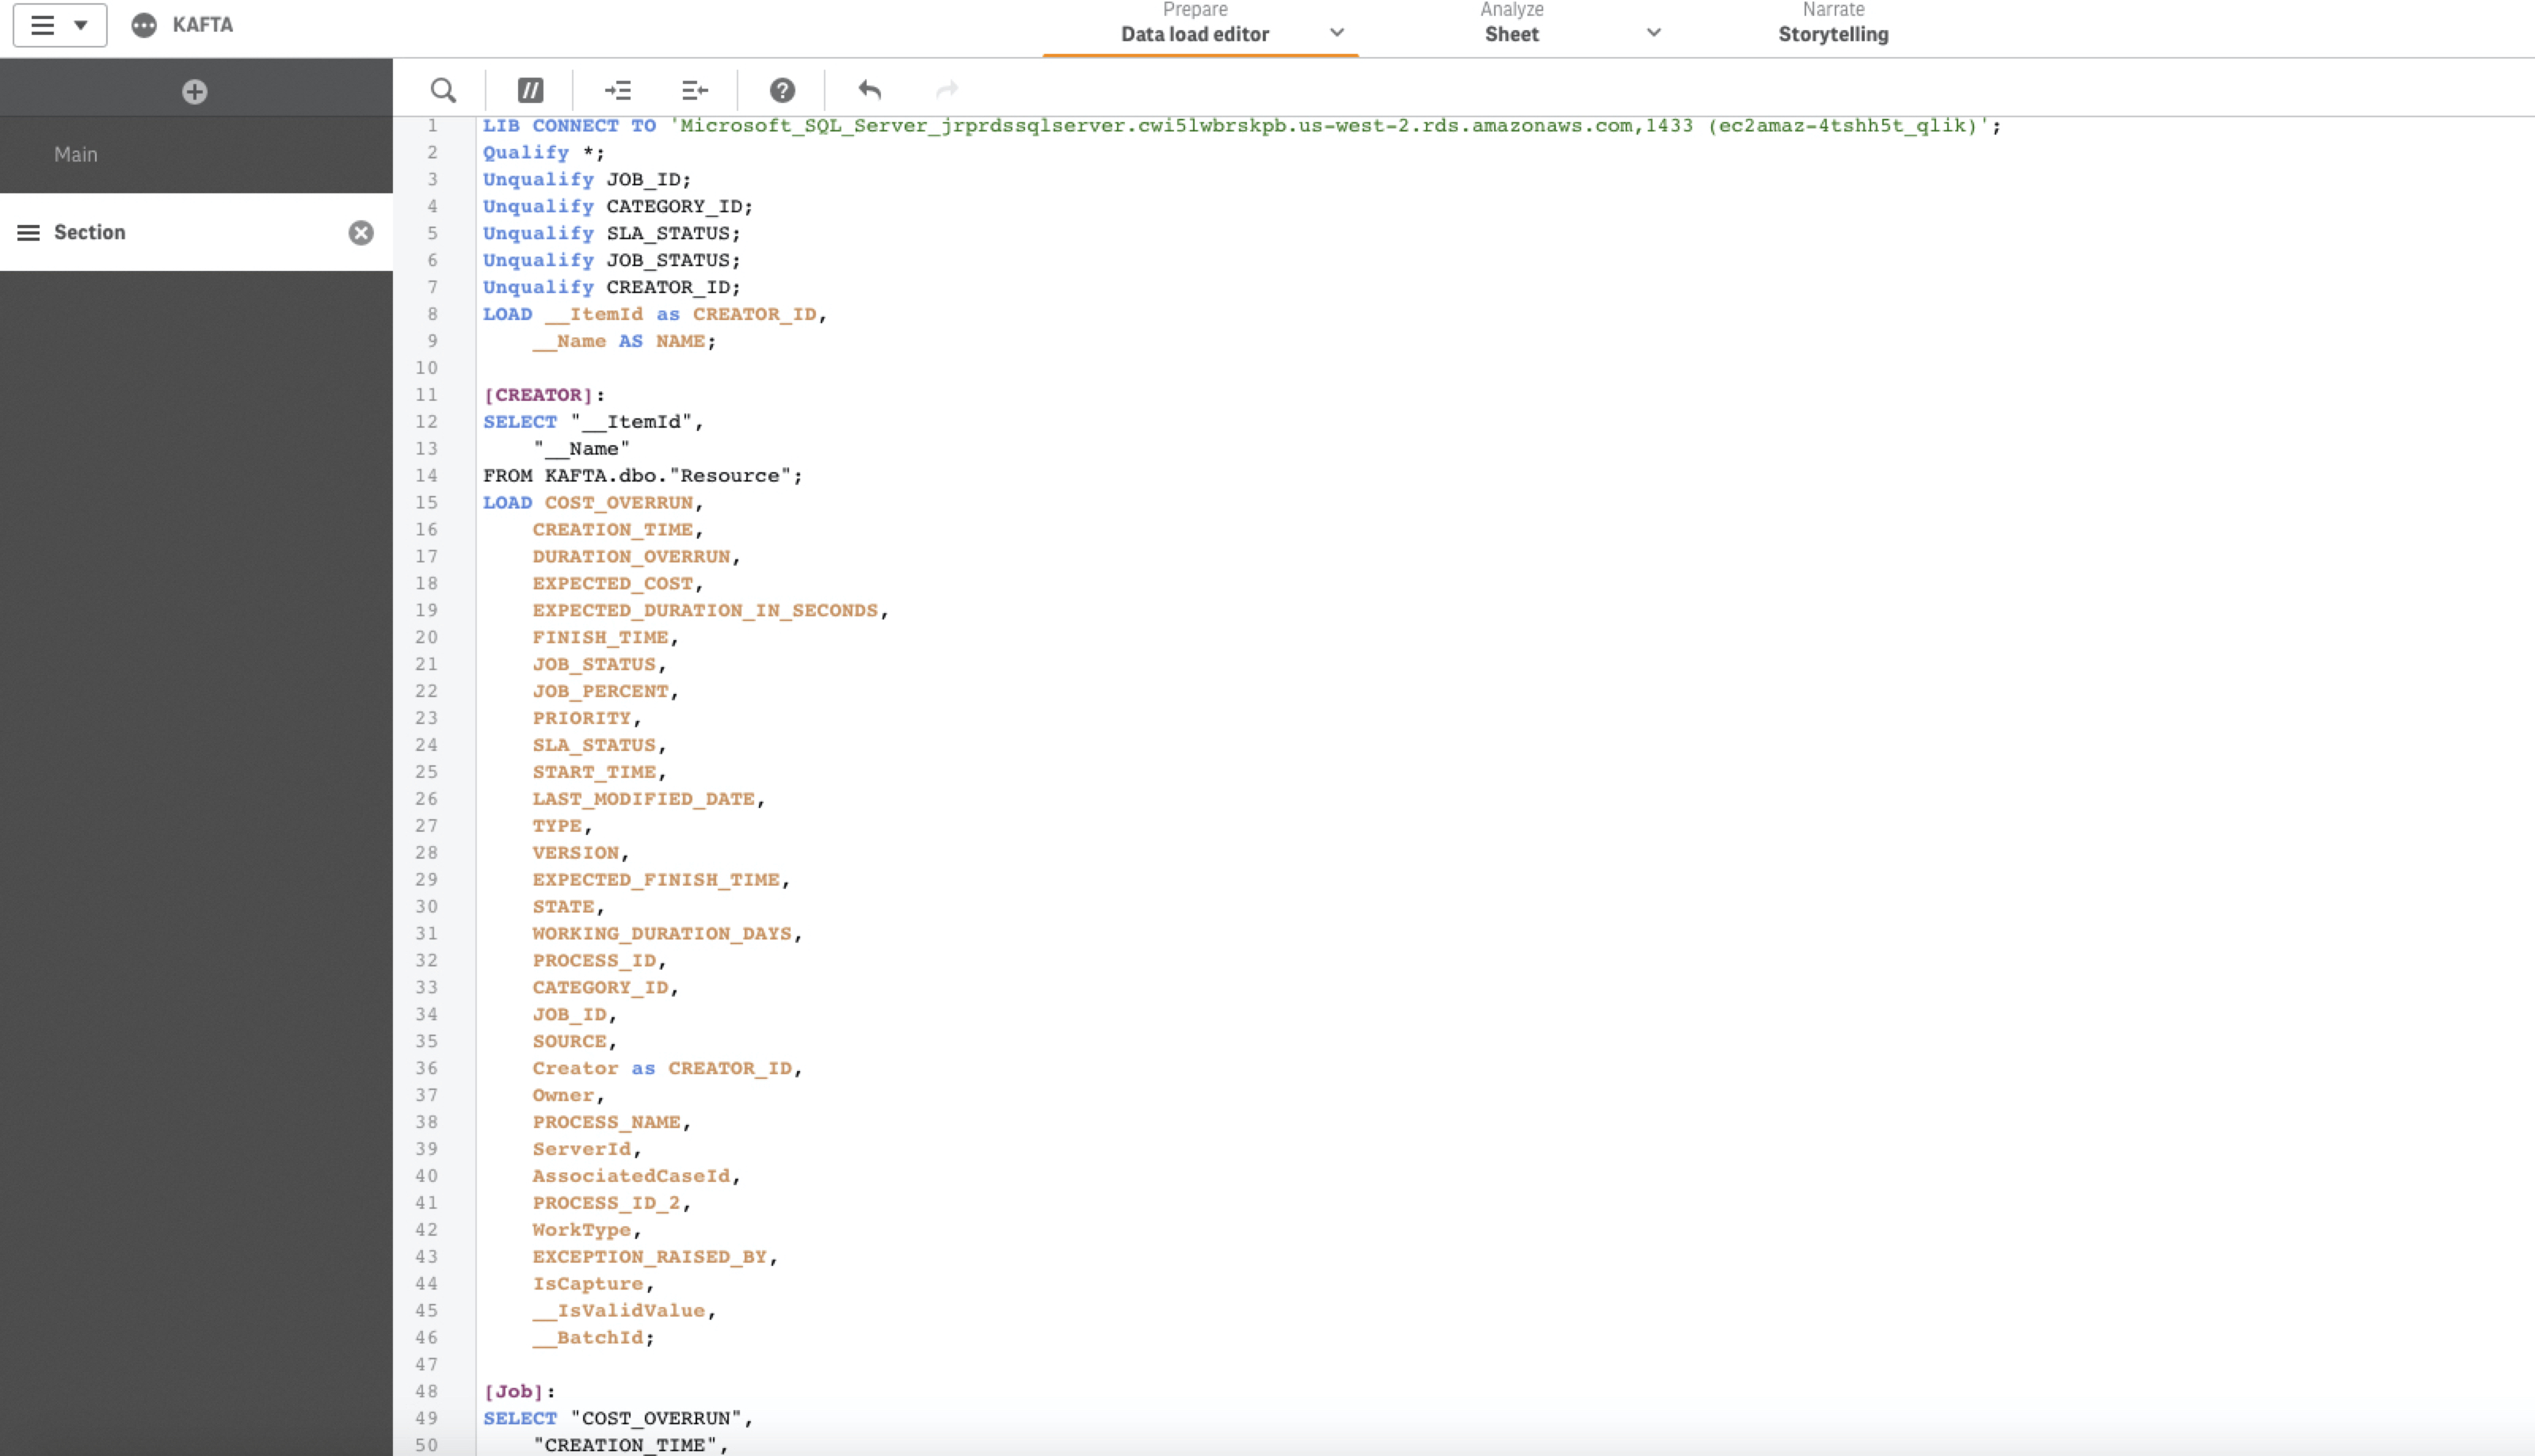 KAFTA
Prepare
Data load editor
Analyze
Sheet
Narrate
Storytelling
Main
Section
1 LIB CONNECT TO 'Microsoft_SQL_Server_jrprdssqlserver.cwi5lwbrskpb.us-west-2.rds.amazonaws.com,1433 (ec2amaz-4tshh5t_qlik)';
2 Qualify *;
3 Unqualify JOB_ID;
4 Unqualify CATEGORY_ID;
5 Unqualify SLA_STATUS;
6 Unqualify JOB_STATUS;
7 Unqualify CREATOR_ID;
8 LOAD __ItemId as CREATOR_ID,
9 __Name AS NAME;
10
11 [CREATOR]:
12 SELECT "__ItemId",
13 "__Name"
14 FROM KAFTA.dbo."Resource";
15 LOAD COST_OVERRUN,
16 CREATION_TIME,
17 DURATION_OVERRUN,
18 EXPECTED_COST,
19 EXPECTED_DURATION_IN_SECONDS,
20 FINISH_TIME,
21 JOB_STATUS,
22 JOB_PERCENT,
23 PRIORITY,
24 SLA_STATUS,
25 START_TIME,
26 LAST_MODIFIED_DATE,
27 TYPE,
28 VERSION,
29 EXPECTED_FINISH_TIME,
30 STATE,
31 WORKING_DURATION_DAYS,
32 PROCESS_ID,
33 CATEGORY_ID,
34 JOB_ID,
35 SOURCE,
36 Creator as CREATOR_ID,
37 Owner,
38 PROCESS_NAME,
39 ServerId,
40 AssociatedCaseId,
41 PROCESS_ID_2,
42 WorkType,
43 EXCEPTION_RAISED_BY,
44 IsCapture,
45 __IsValidValue,
46 __BatchId;
47
48 [Job]:
49 SELECT "COST_OVERRUN",
50 "CREATION_TIME",